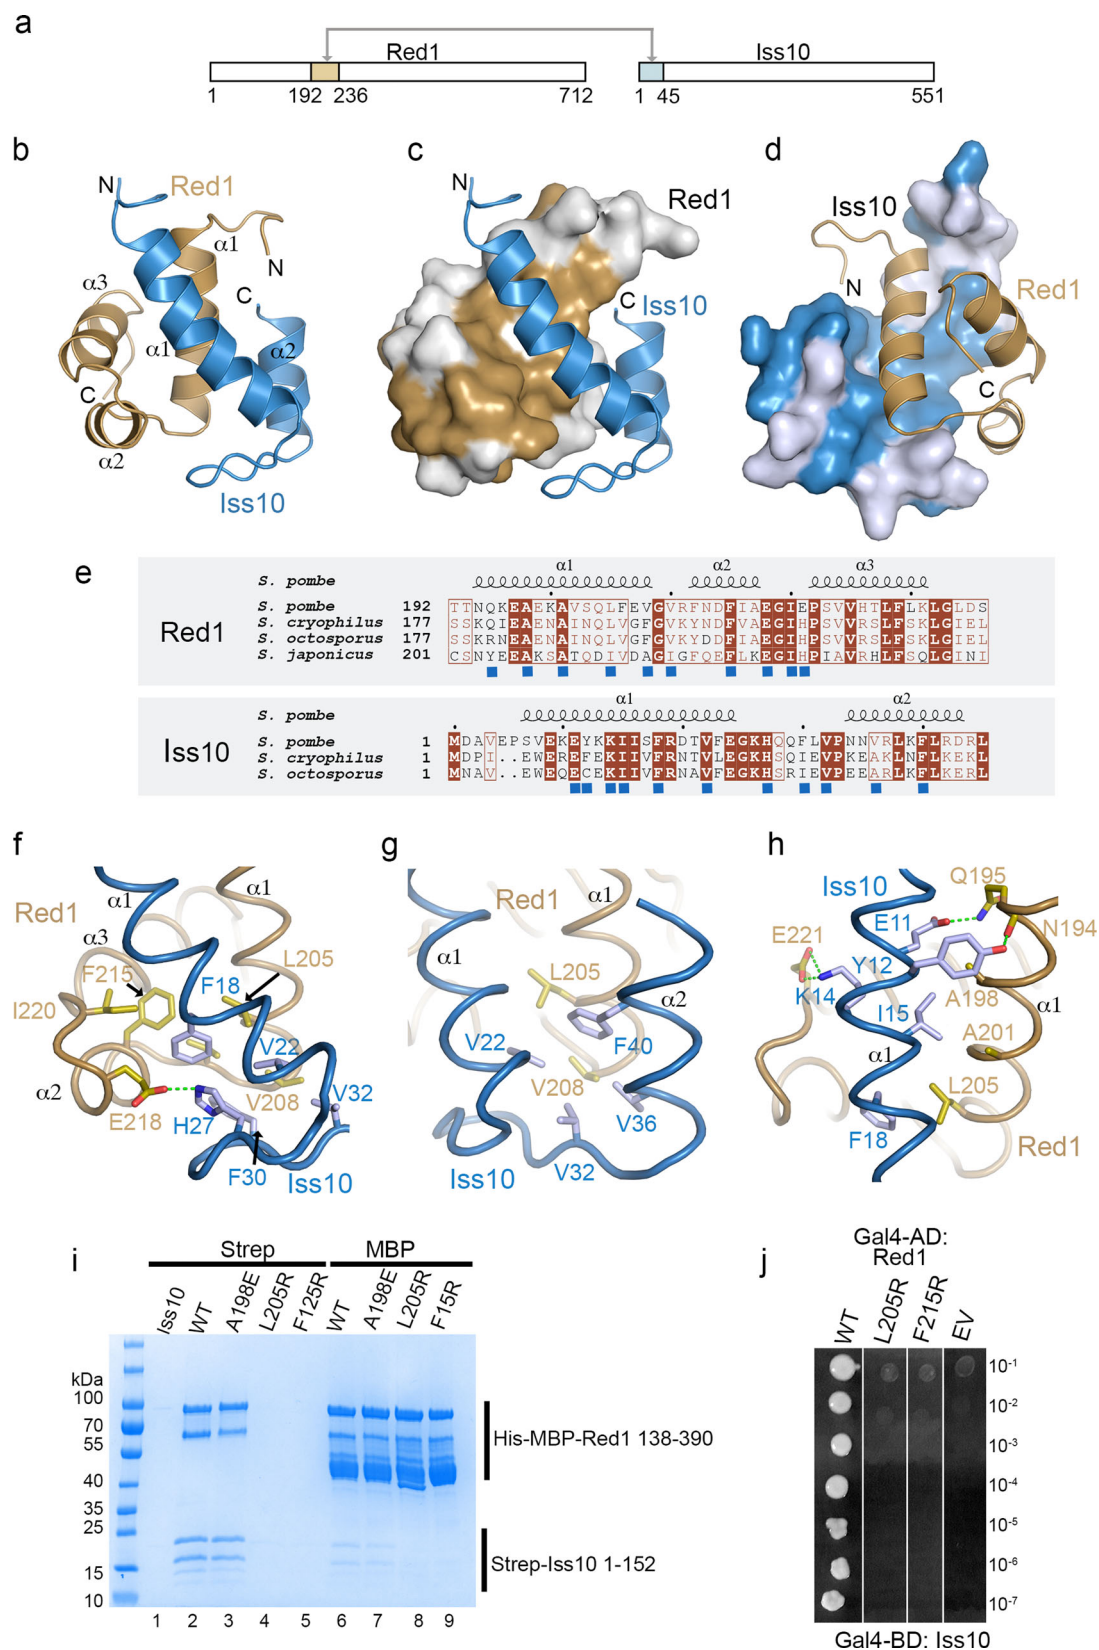 a
Red1
Iss10
1
192
236
712
1
45
551
b
N
Red1
α1
N
α3
C
α1
α2
C
α2
Iss10
c
N
Red1
C
Iss10
d
Iss10
N
Red1
C
e
α1
α2
α3
S. pombe
Red1
S. pombe 192 TTNQKEAEKAVSQLFEVGVRFNDFIAEGIEPSVVHTLFLKLGLDS
S. cryophilus 177 SSKQIEAENAINQLVGFGVKYNDFVAEGIHPSVVRSLFSKLGIEL
S. octosporus 177 SSKRNEAENAINQLVGFGVKYDDFIAEGIHPSVVRSLFSKLGIEL
S. japonicus 201 CSNYEEAKSATQDIVDAGIGFQEFLKEGIHPIAVRHLFSQLGINI
α1
α2
S. pombe
Iss10
S. pombe 1 MDAVEPSVEKEYKKIISFRDTVFEGKHQQFLVPNNVRLKFLRDRL
S. cryophilus 1 MDPI..EWEREFEKIIVFRNTVLEGKHSQIEVPKEAKLNFLKERL
S. octosporus 1 MNAV..EWEQECEKIIVFRNAVFEGKHSRIEVPEEARLKFLKERL
f
α1
α1
Red1
α3
F215
F18
L205
I220
V22
α2
V208
V32
E218
H27
F30
Iss10
g
Red1
α1
α1
L205
α2
V22
F40
V208
V36
Iss10
V32
h
Iss10
Q195
E11
N194
E221
Y12
K14
A198
I15
α1
A201
α1
L205
F18
Red1
i
Strep
MBP
Iss10
WT
A198E
L205R
F125R
WT
A198E
L205R
F15R
kDa
100
70
55
40
35
25
15
10
His-MBP-Red1 138-390
Strep-Iss10 1-152
1 2 3 4 5 6 7 8 9
j
Gal4-AD:
Red1
WT
L205R
F215R
EV
10⁻¹
10⁻²
10⁻³
10⁻⁴
10⁻⁵
10⁻⁶
10⁻⁷
Gal4-BD: Iss10